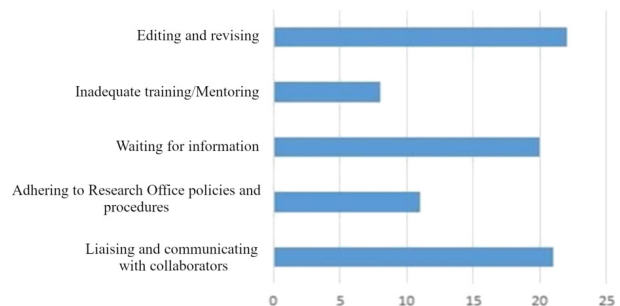 Editing and revising
Inadequate training/Mentoring
Waiting for information
Adhering to Research Office policies and
procedures
Liaising and communicating
with collaborators
0 5 10 15 20 25